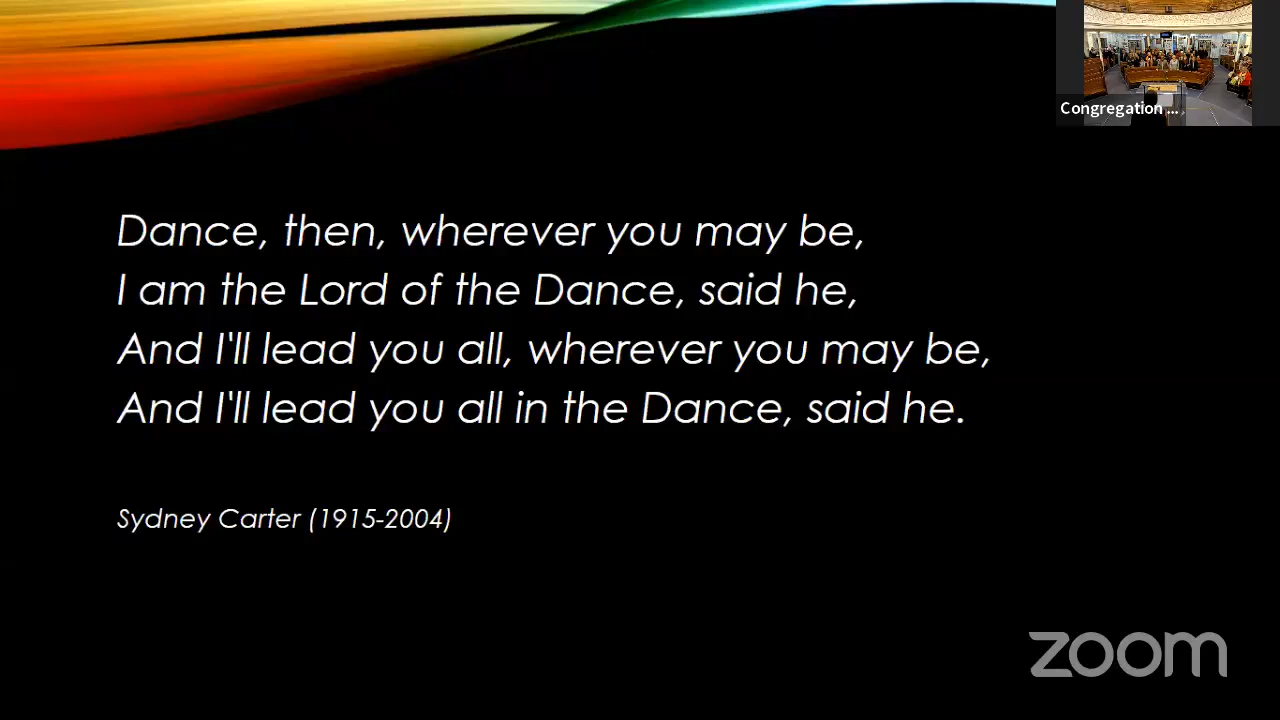 Congregation ...
Dance, then, wherever you may be,
I am the Lord of the Dance, said he,
And I'll lead you all, wherever you may be,
And I'll lead you all in the Dance, said he.
Sydney Carter (1915-2004)
zoom